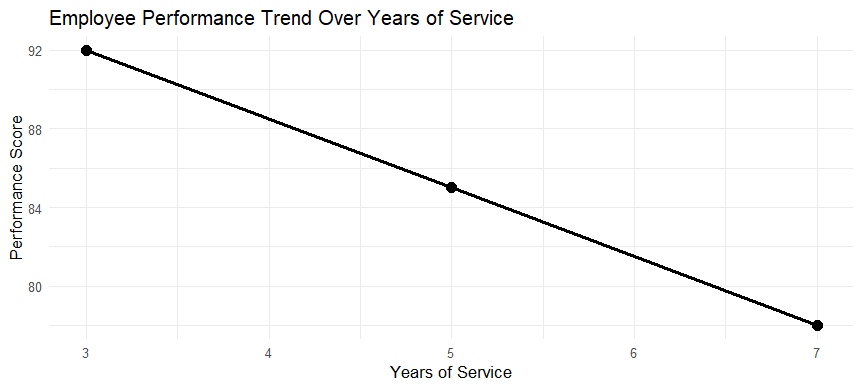 Employee Performance Trend Over Years of Service
Performance Score
92
88
84
80
3 4 5 6 7
Years of Service